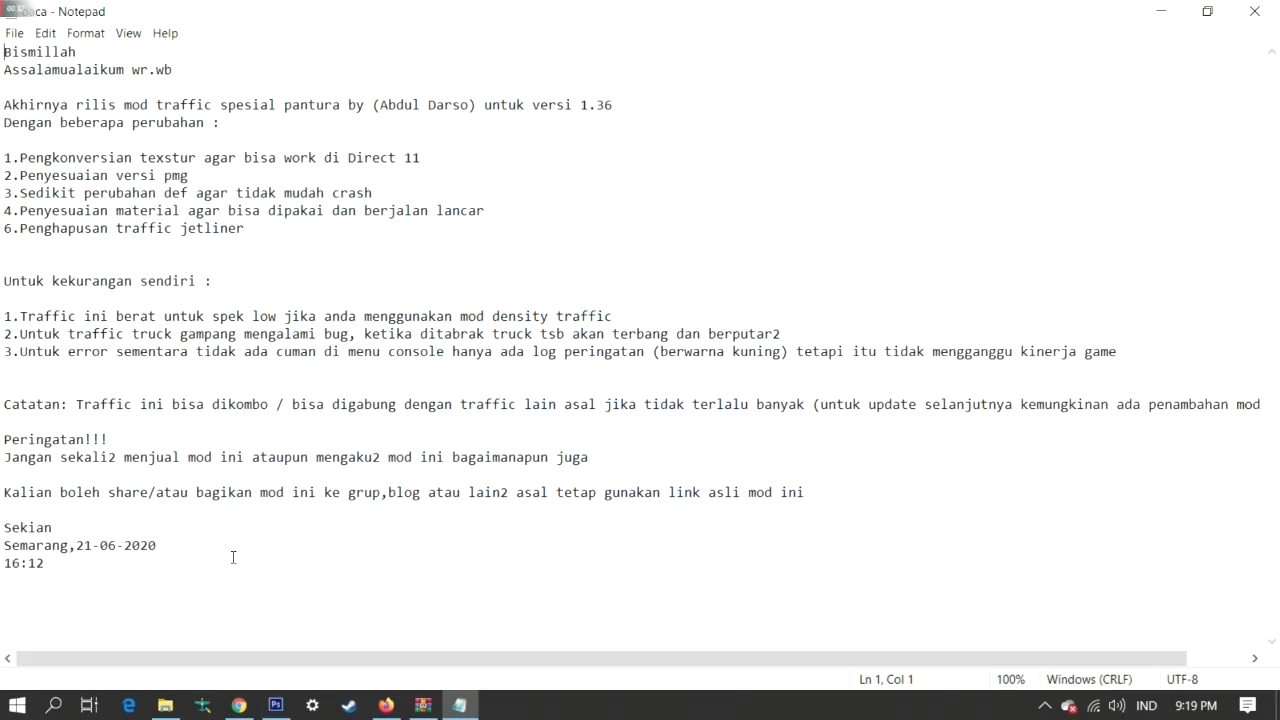 00:12 ca - Notepad
File Edit Format View Help
Bismillah
Assalamualaikum wr.wb
Akhirnya rilis mod traffic spesial pantura by (Abdul Darso) untuk versi 1.36
Dengan beberapa perubahan :
1.Pengkonversian texstur agar bisa work di Direct 11
2.Penyesuaian versi pmg
3.Sedikit perubahan def agar tidak mudah crash
4.Penyesuaian material agar bisa dipakai dan berjalan lancar
6.Penghapusan traffic jetliner
Untuk kekurangan sendiri :
1.Traffic ini berat untuk spek low jika anda menggunakan mod density traffic
2.Untuk traffic truck gampang mengalami bug, ketika ditabrak truck tsb akan terbang dan berputar2
3.Untuk error sementara tidak ada cuman di menu console hanya ada log peringatan (berwarna kuning) tetapi itu tidak mengganggu kinerja game
Catatan: Traffic ini bisa dikombo / bisa digabung dengan traffic lain asal jika tidak terlalu banyak (untuk update selanjutnya kemungkinan ada penambahan mod
Peringatan!!!
Jangan sekali2 menjual mod ini ataupun mengaku2 mod ini bagaimanapun juga
Kalian boleh share/atau bagikan mod ini ke grup,blog atau lain2 asal tetap gunakan link asli mod ini
Sekian
Semarang,21-06-2020
16:12
Ln 1, Col 1 100% Windows (CRLF) UTF-8
Ps IND 9:19 PM